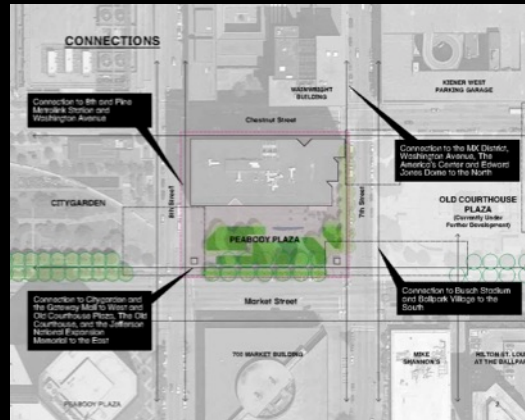 CONNECTIONS
WAINWRIGHT
BUILDING
KIENER WEST
PARKING GARAGE
Connection to 8th and Pine
Metrolink Station and
Washington Avenue
Chestnut Street
Connection to the MX District,
Washington Avenue, The
America's Center and Edward
Jones Dome to the North
CITYGARDEN
8th Street
7th Street
OLD COURTHOUSE
PLAZA
(Currently Under
Further Development)
PEABODY PLAZA
Connection to Citygarden and
the Gateway Mall to West and
Old Courthouse Plaza, The Old
Courthouse, and the Jefferson
National Expansion
Memorial to the East
Connection to Busch Stadium
and Ballpark Village to the
South
Market Street
700 MARKET BUILDING
MIKE
SHANNON'S
HILTON ST. LOU
AT THE BALLPA
PEABODY PLAZA
2